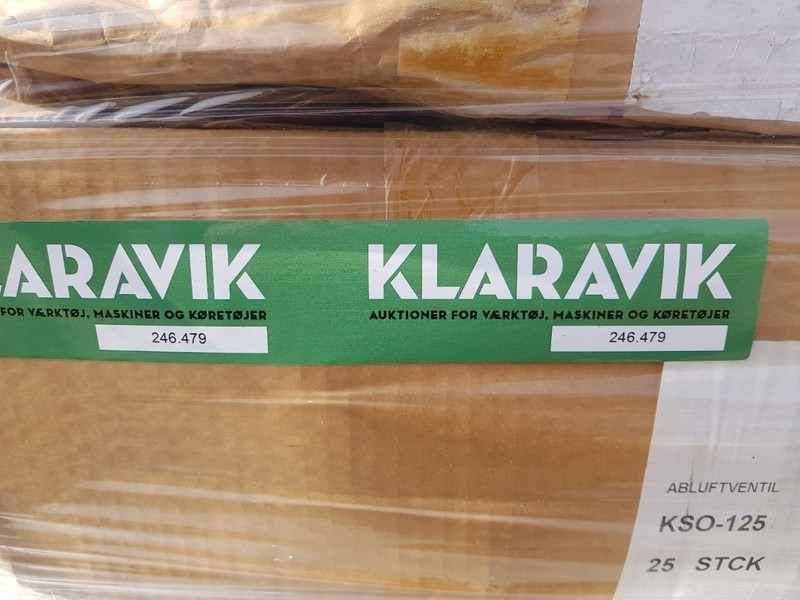 LARAVIK
KLARAVIK
FOR VÆRKTØJ, MASKINER OG KØRETØJER
AUKTIONER FOR VÆRKTØJ, MASKINER OG KØRETØJER
246.479
246.479
ABLUFTVENTIL
KSO-125
25 STCK